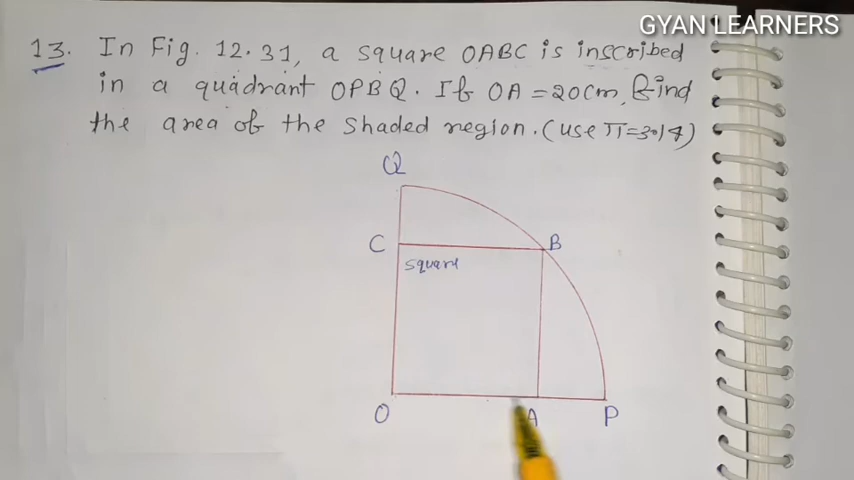 GYAN LEARNERS
13. In Fig. 12.31, a square OABC is inscribed
in a quadrant OPBQ. If OA = 20cm, find
the area of the shaded region. (use π=3.14)
Q
C
B
square
O
A
P